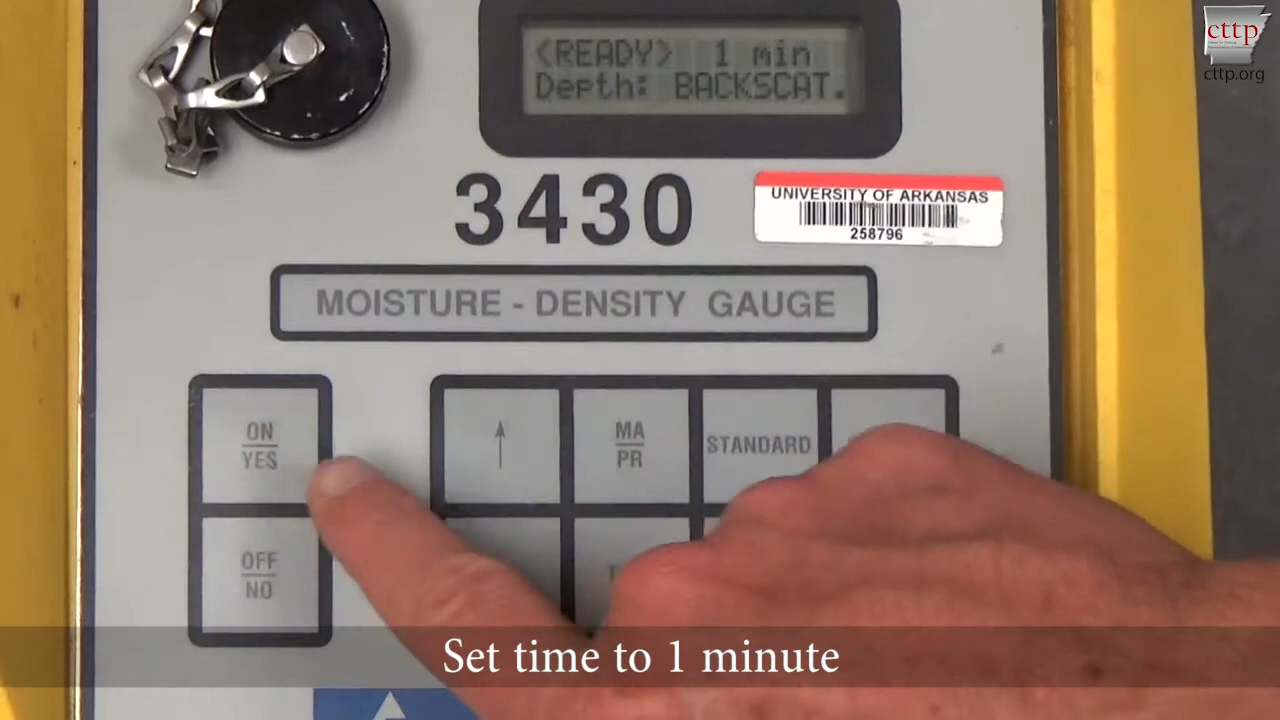 <READY> 1 min
Depth: BACKSCAT.
cttp
cttp.org
3430
UNIVERSITY OF ARKANSAS
258796
MOISTURE - DENSITY GAUGE
ON
YES
MA
PR
STANDARD
OFF
NO
Set time to 1 minute